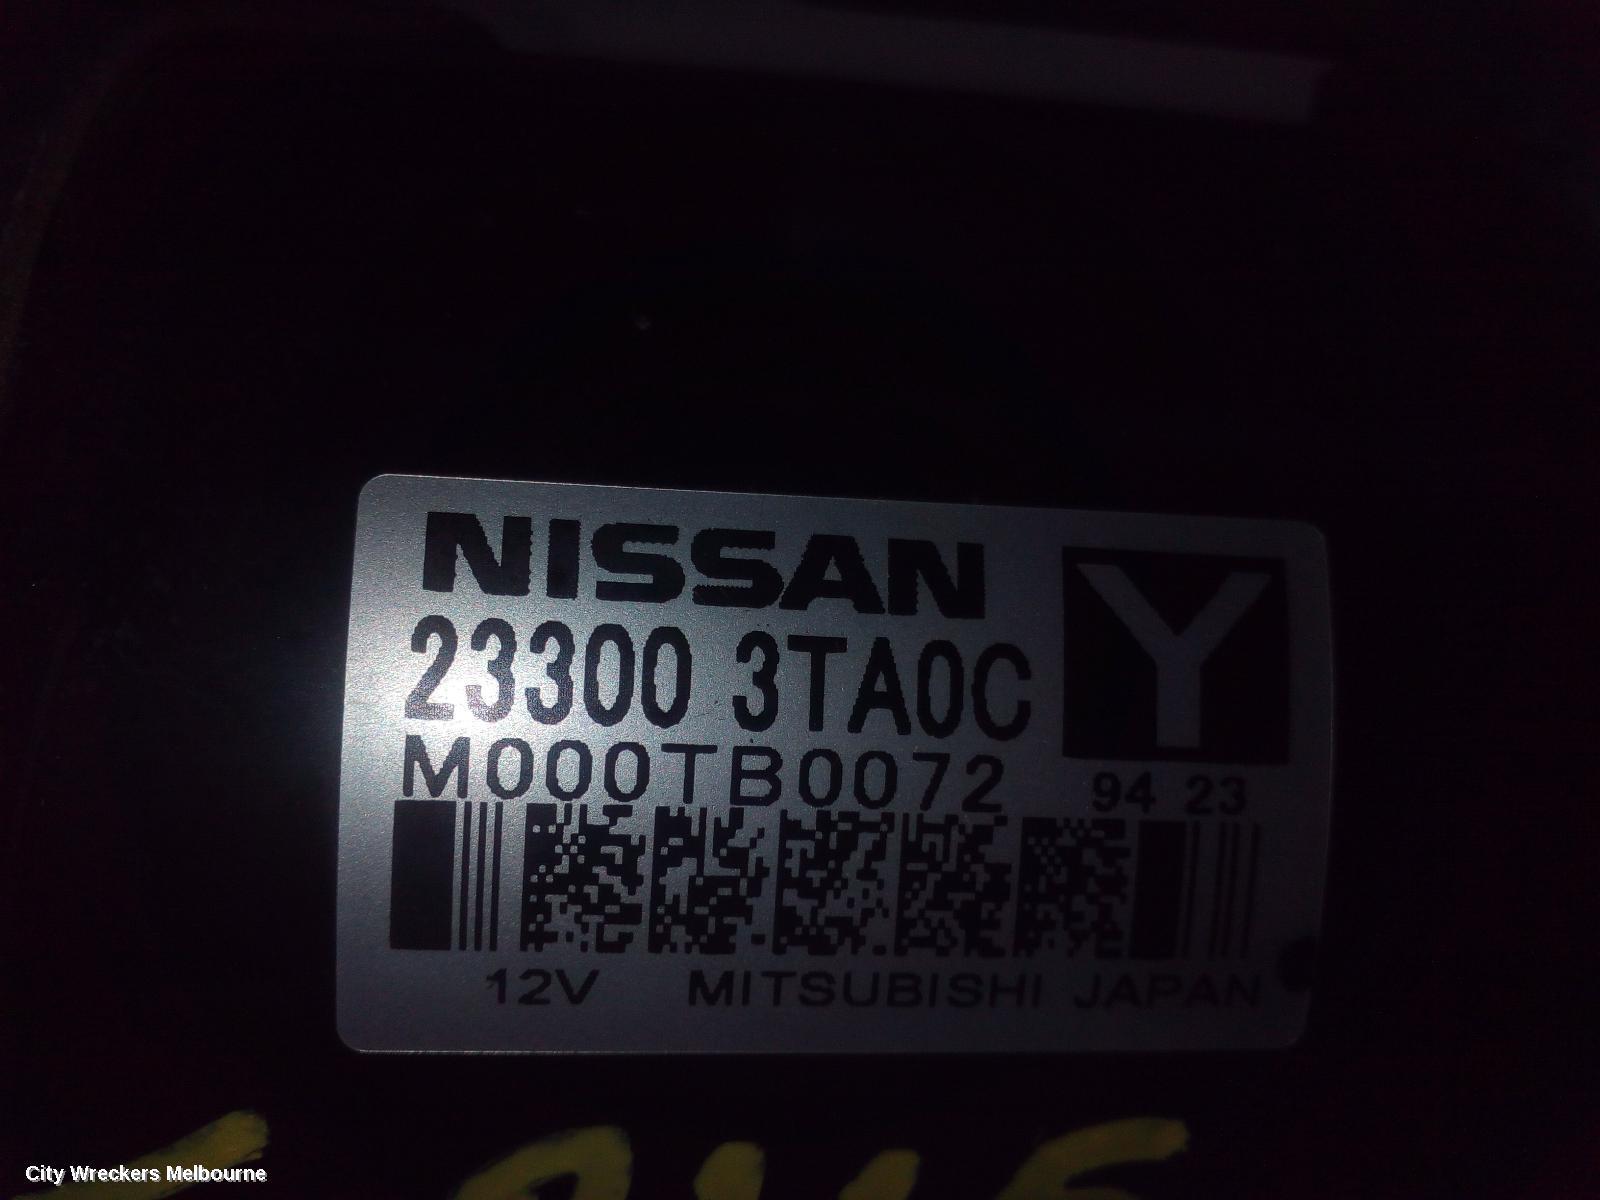 NISSAN
23300 3TA0C
Y
M000TB0072
94 23
12V MITSUBISHI JAPAN
City Wreckers Melbourne